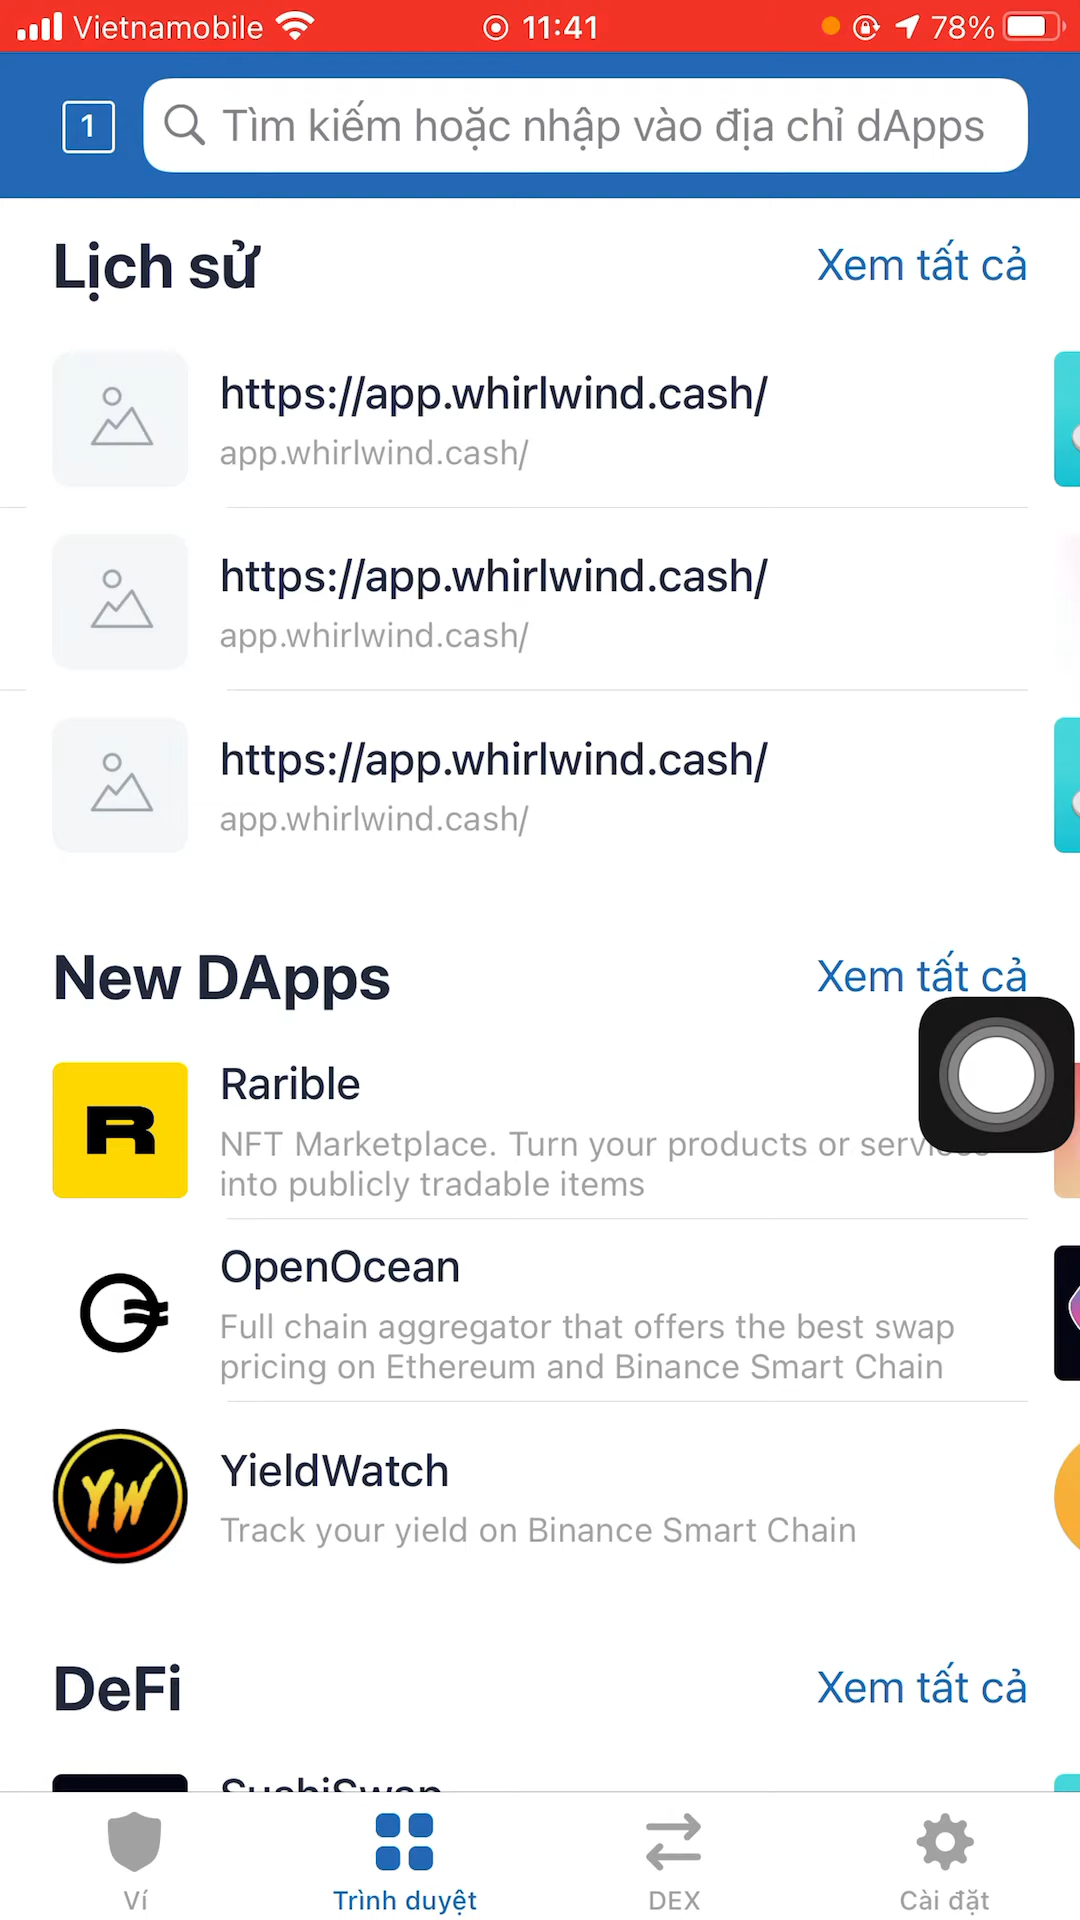 Vietnamobile 11:41 78%
1 Tìm kiếm hoặc nhập vào địa chỉ dApps
Lịch sử Xem tất cả
https://app.whirlwind.cash/
app.whirlwind.cash/
https://app.whirlwind.cash/
app.whirlwind.cash/
https://app.whirlwind.cash/
app.whirlwind.cash/
New DApps Xem tất cả
R
Rarible
NFT Marketplace. Turn your products or services
into publicly tradable items
OpenOcean
Full chain aggregator that offers the best swap
pricing on Ethereum and Binance Smart Chain
YW
YieldWatch
Track your yield on Binance Smart Chain
DeFi Xem tất cả
SushiSwap
Ví Trình duyệt DEX Cài đặt